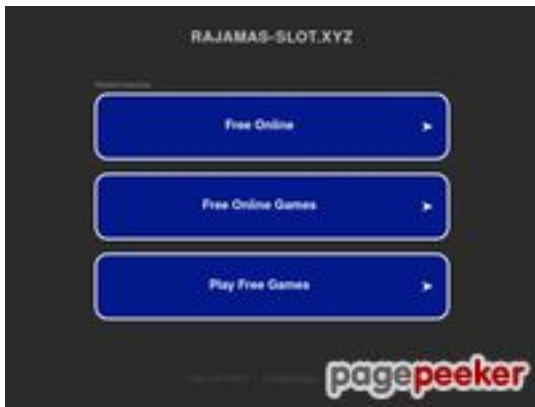 RAJAMAS-SLOT.XYZ
Free Online
Free Online Games
Play Free Games
pagepeeker